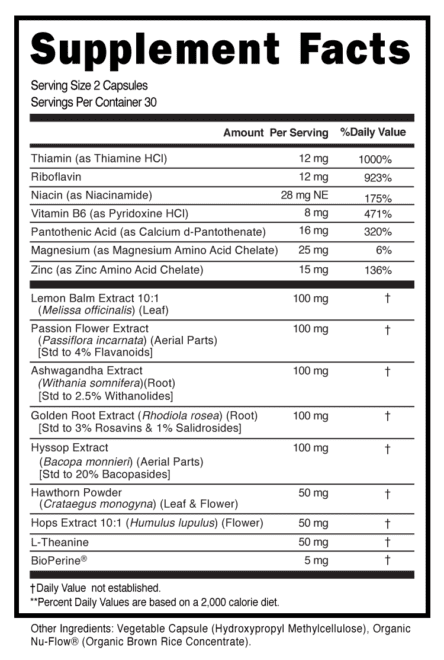 Supplement Facts
Serving Size 2 Capsules
Servings Per Container 30
Amount Per Serving %Daily Value
Thiamin (as Thiamine HCl) 12 mg 1000%
Riboflavin 12 mg 923%
Niacin (as Niacinamide) 28 mg NE 175%
Vitamin B6 (as Pyridoxine HCl) 8 mg 471%
Pantothenic Acid (as Calcium d-Pantothenate) 16 mg 320%
Magnesium (as Magnesium Amino Acid Chelate) 25 mg 6%
Zinc (as Zinc Amino Acid Chelate) 15 mg 136%
Lemon Balm Extract 10:1 100 mg †
(Melissa officinalis) (Leaf)
Passion Flower Extract 100 mg †
(Passiflora incarnata) (Aerial Parts)
[Std to 4% Flavanoids]
Ashwagandha Extract 100 mg †
(Withania somnifera)(Root)
[Std to 2.5% Withanolides]
Golden Root Extract (Rhodiola rosea) (Root) 100 mg †
[Std to 3% Rosavins & 1% Salidrosides]
Hyssop Extract 100 mg †
(Bacopa monnieri) (Aerial Parts)
[Std to 20% Bacopasides]
Hawthorn Powder 50 mg †
(Crataegus monogyna) (Leaf & Flower)
Hops Extract 10:1 (Humulus lupulus) (Flower) 50 mg †
L-Theanine 50 mg †
BioPerine® 5 mg †
†Daily Value not established.
**Percent Daily Values are based on a 2,000 calorie diet.
Other Ingredients: Vegetable Capsule (Hydroxypropyl Methylcellulose), Organic
Nu-Flow® (Organic Brown Rice Concentrate).